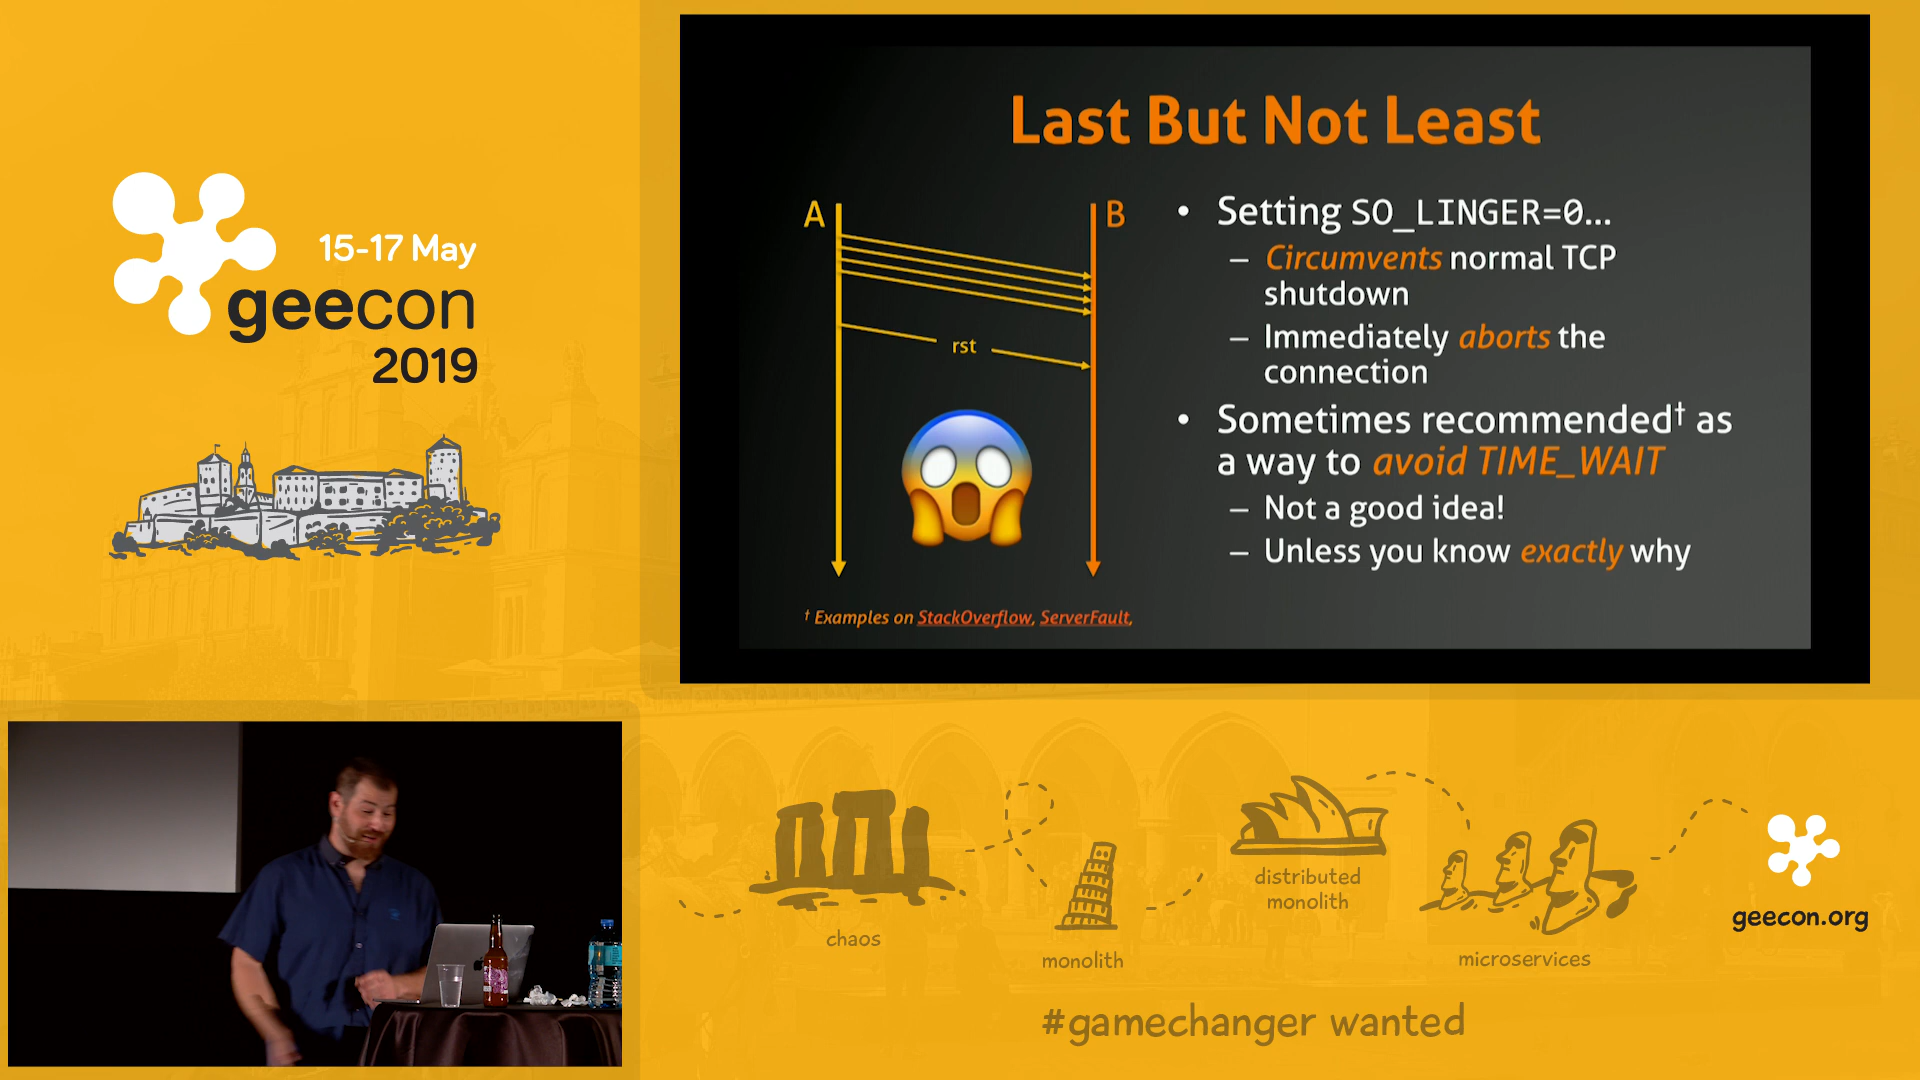 15-17 May
geecon
2019
Last But Not Least
A
B
rst
• Setting SO_LINGER=0...
– Circumvents normal TCP
shutdown
– Immediately aborts the
connection
• Sometimes recommended† as
a way to avoid TIME_WAIT
– Not a good idea!
– Unless you know exactly why
† Examples on StackOverflow, ServerFault,
chaos
monolith
distributed
monolith
microservices
geecon.org
#gamechanger wanted